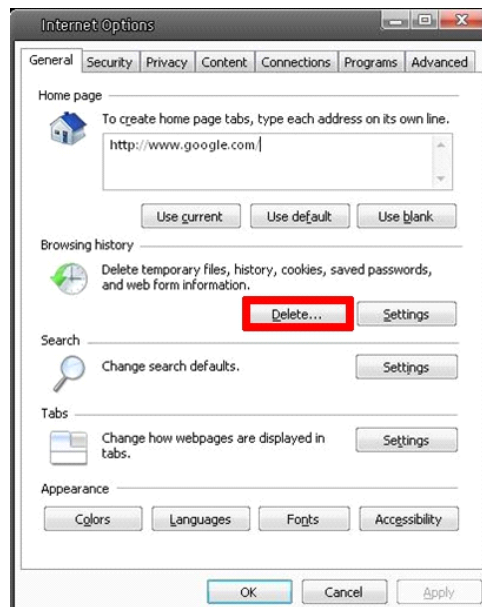 Internet Options
General Security Privacy Content Connections Programs Advanced
Home page
To create home page tabs, type each address on its own line.
http://www.google.com/
Use current Use default Use blank
Browsing history
Delete temporary files, history, cookies, saved passwords,
and web form information.
Delete... Settings
Search
Change search defaults.
Settings
Tabs
Change how webpages are displayed in
tabs.
Settings
Appearance
Colors Languages Fonts Accessibility
OK Cancel Apply